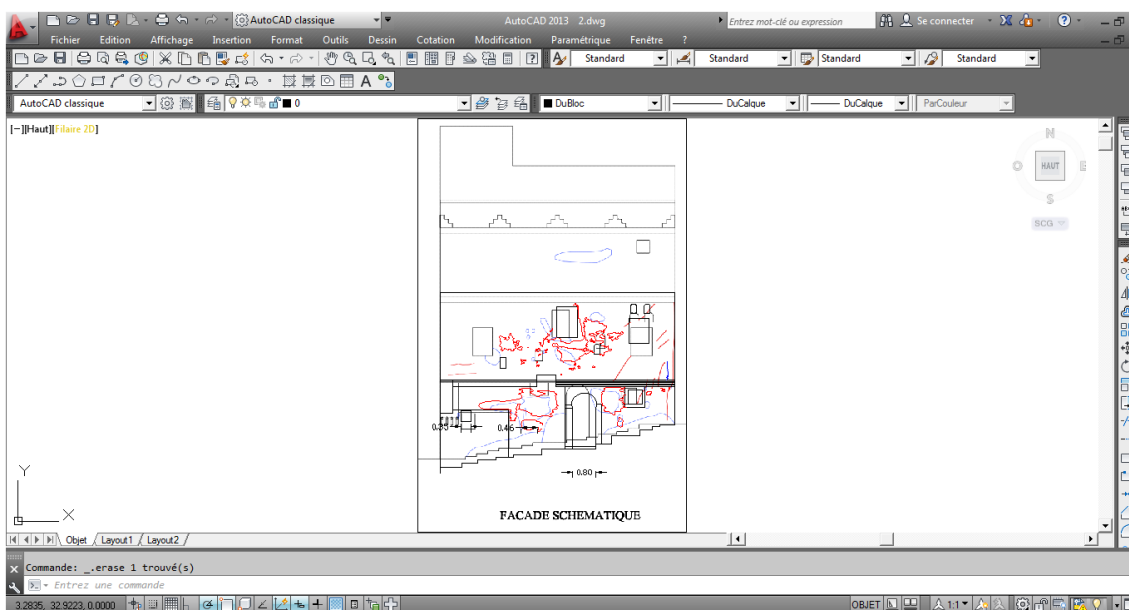 AutoCAD classique
AutoCAD 2013 2.dwg
Entrez mot-clé ou expression
Se connecter
Fichier Edition Affichage Insertion Format Outils Dessin Cotation Modification Paramétrique Fenêtre ?
Standard Standard Standard Standard
AutoCAD classique 0 DuBloc DuCalque DuCalque ParCouleur
[−][Haut][Filaire 2D]
N
O HAUT E
S
SCG
0.35 0.46
0.80
Y
X
FACADE SCHEMATIQUE
Objet Layout1 Layout2
Commande: _.erase 1 trouvé(s)
Entrez une commande
3.2835, 32.9223, 0.0000 OBJET 1:1